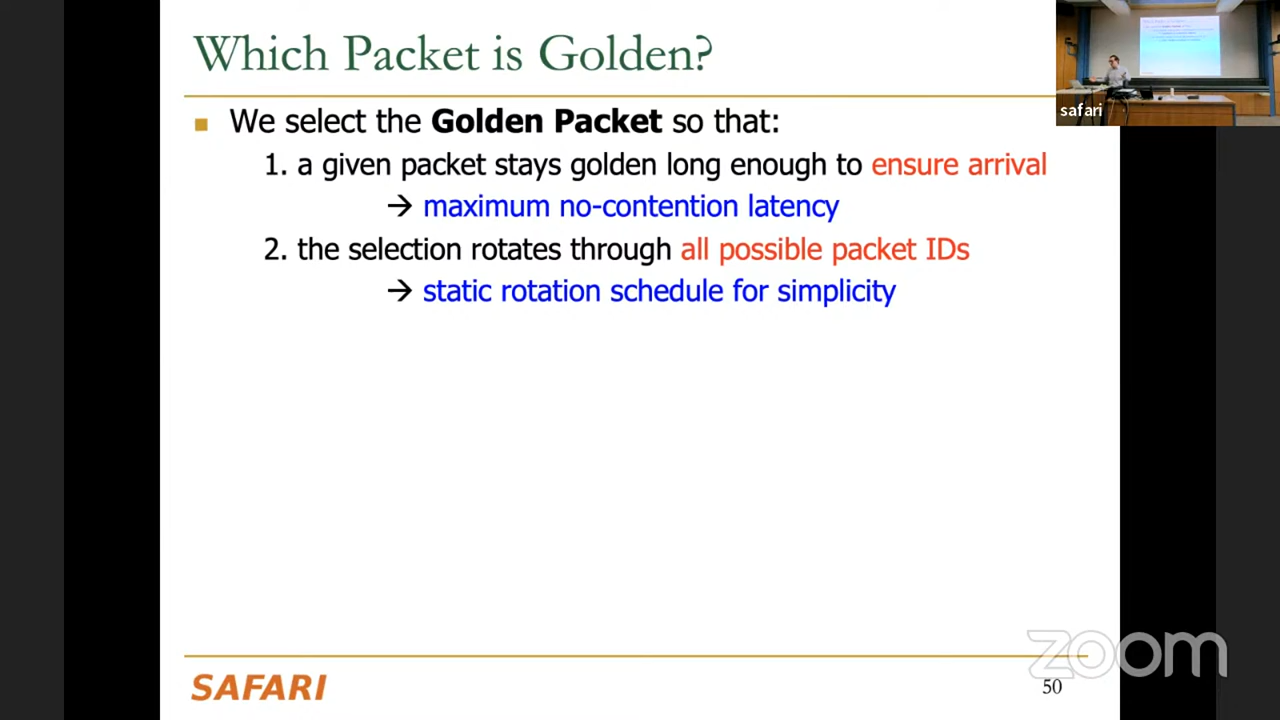 Which Packet is Golden?
We select the Golden Packet so that:
1. a given packet stays golden long enough to ensure arrival
→ maximum no-contention latency
2. the selection rotates through all possible packet IDs
→ static rotation schedule for simplicity
SAFARI
50
safari
zoom